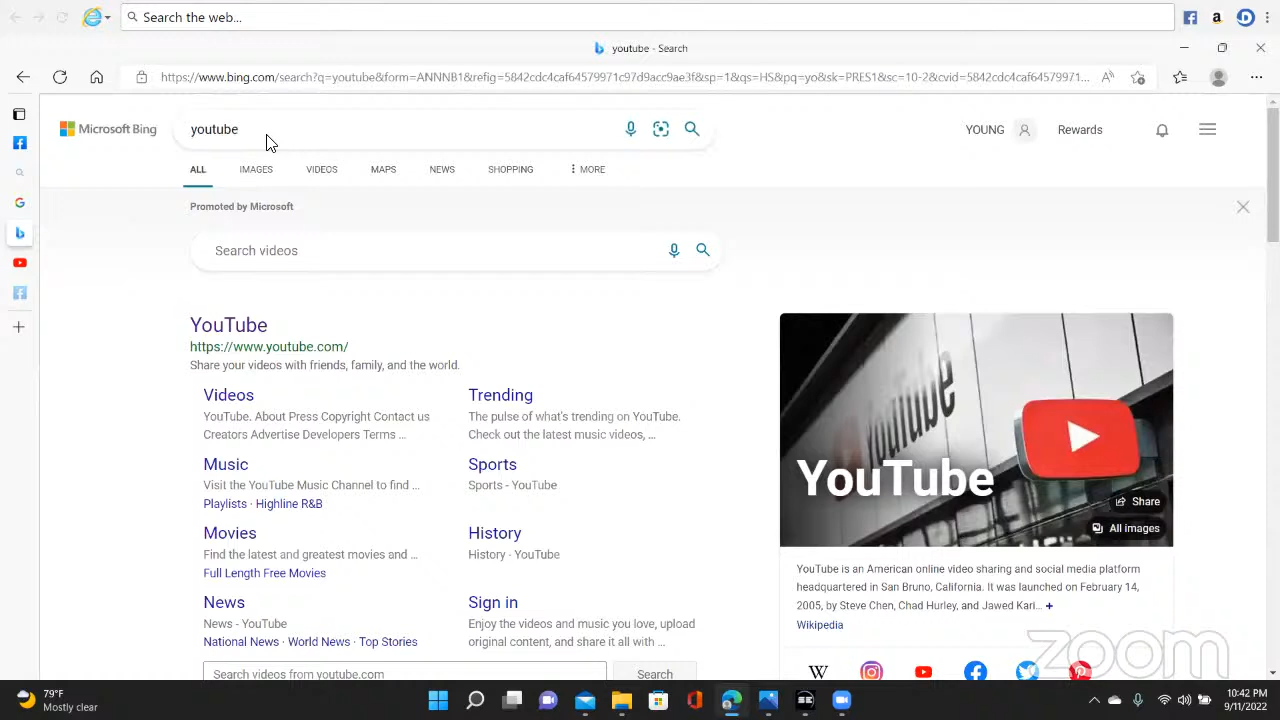 Search the web...
youtube - Search
https://www.bing.com/search?q=youtube&form=ANNNB1&refig=5842cdc4caf64579971c97d9acc9ae3f&sp=1&qs=HS&pq=yo&sk=PRES1&sc=10-2&cvid=5842cdc4caf64579971...
Microsoft Bing
youtube
YOUNG
Rewards
ALL IMAGES VIDEOS MAPS NEWS SHOPPING MORE
Promoted by Microsoft
Search videos
YouTube
https://www.youtube.com/
Share your videos with friends, family, and the world.
Videos
YouTube. About Press Copyright Contact us
Creators Advertise Developers Terms ...
Trending
The pulse of what's trending on YouTube.
Check out the latest music videos, ...
Music
Visit the YouTube Music Channel to find ...
Playlists · Highline R&B
Sports
Sports - YouTube
Movies
Find the latest and greatest movies and ...
Full Length Free Movies
History
History · YouTube
News
News - YouTube
National News · World News · Top Stories
Sign in
Enjoy the videos and music you love, upload
original content, and share it all with ...
Search videos from youtube.com
Search
YouTube
YouTube
Share
All images
YouTube is an American online video sharing and social media platform
headquartered in San Bruno, California. It was launched on February 14,
2005, by Steve Chen, Chad Hurley, and Jawed Kari... +
Wikipedia
zoom
79°F
Mostly clear
10:42 PM
9/11/2022